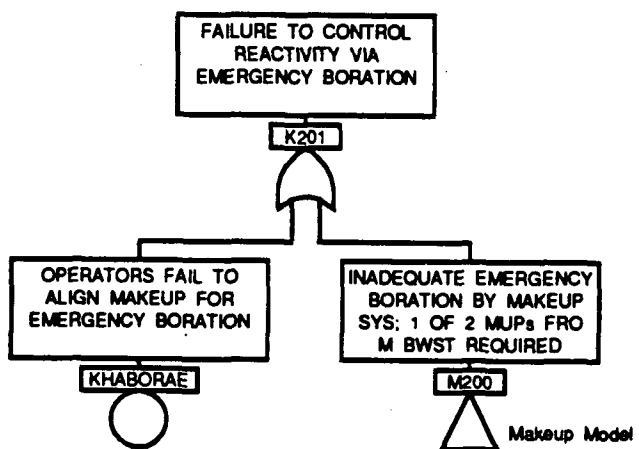 FAILURE TO CONTROL
REACTIVITY VIA
EMERGENCY BORATION
K201
OPERATORS FAIL TO
ALIGN MAKEUP FOR
EMERGENCY BORATION
KHABORAE
INADEQUATE EMERGENCY
BORATION BY MAKEUP
SYS; 1 OF 2 MUPs FRO
M BWST REQUIRED
M200
Makeup Model